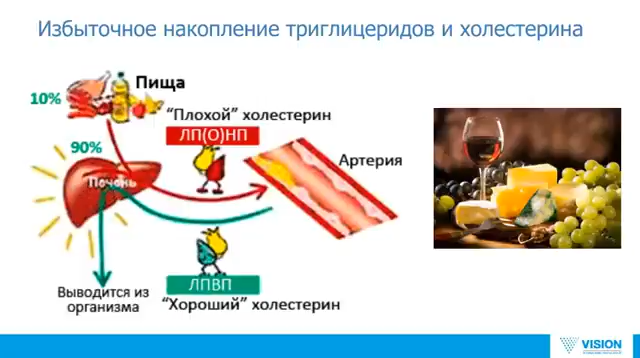 Избыточное накопление триглицеридов и холестерина
Пища
10%
"Плохой" холестерин
ЛП(О)НП
90%
Печень
Артерия
ЛПВП
Выводится из
организма
"Хороший" холестерин
VISION